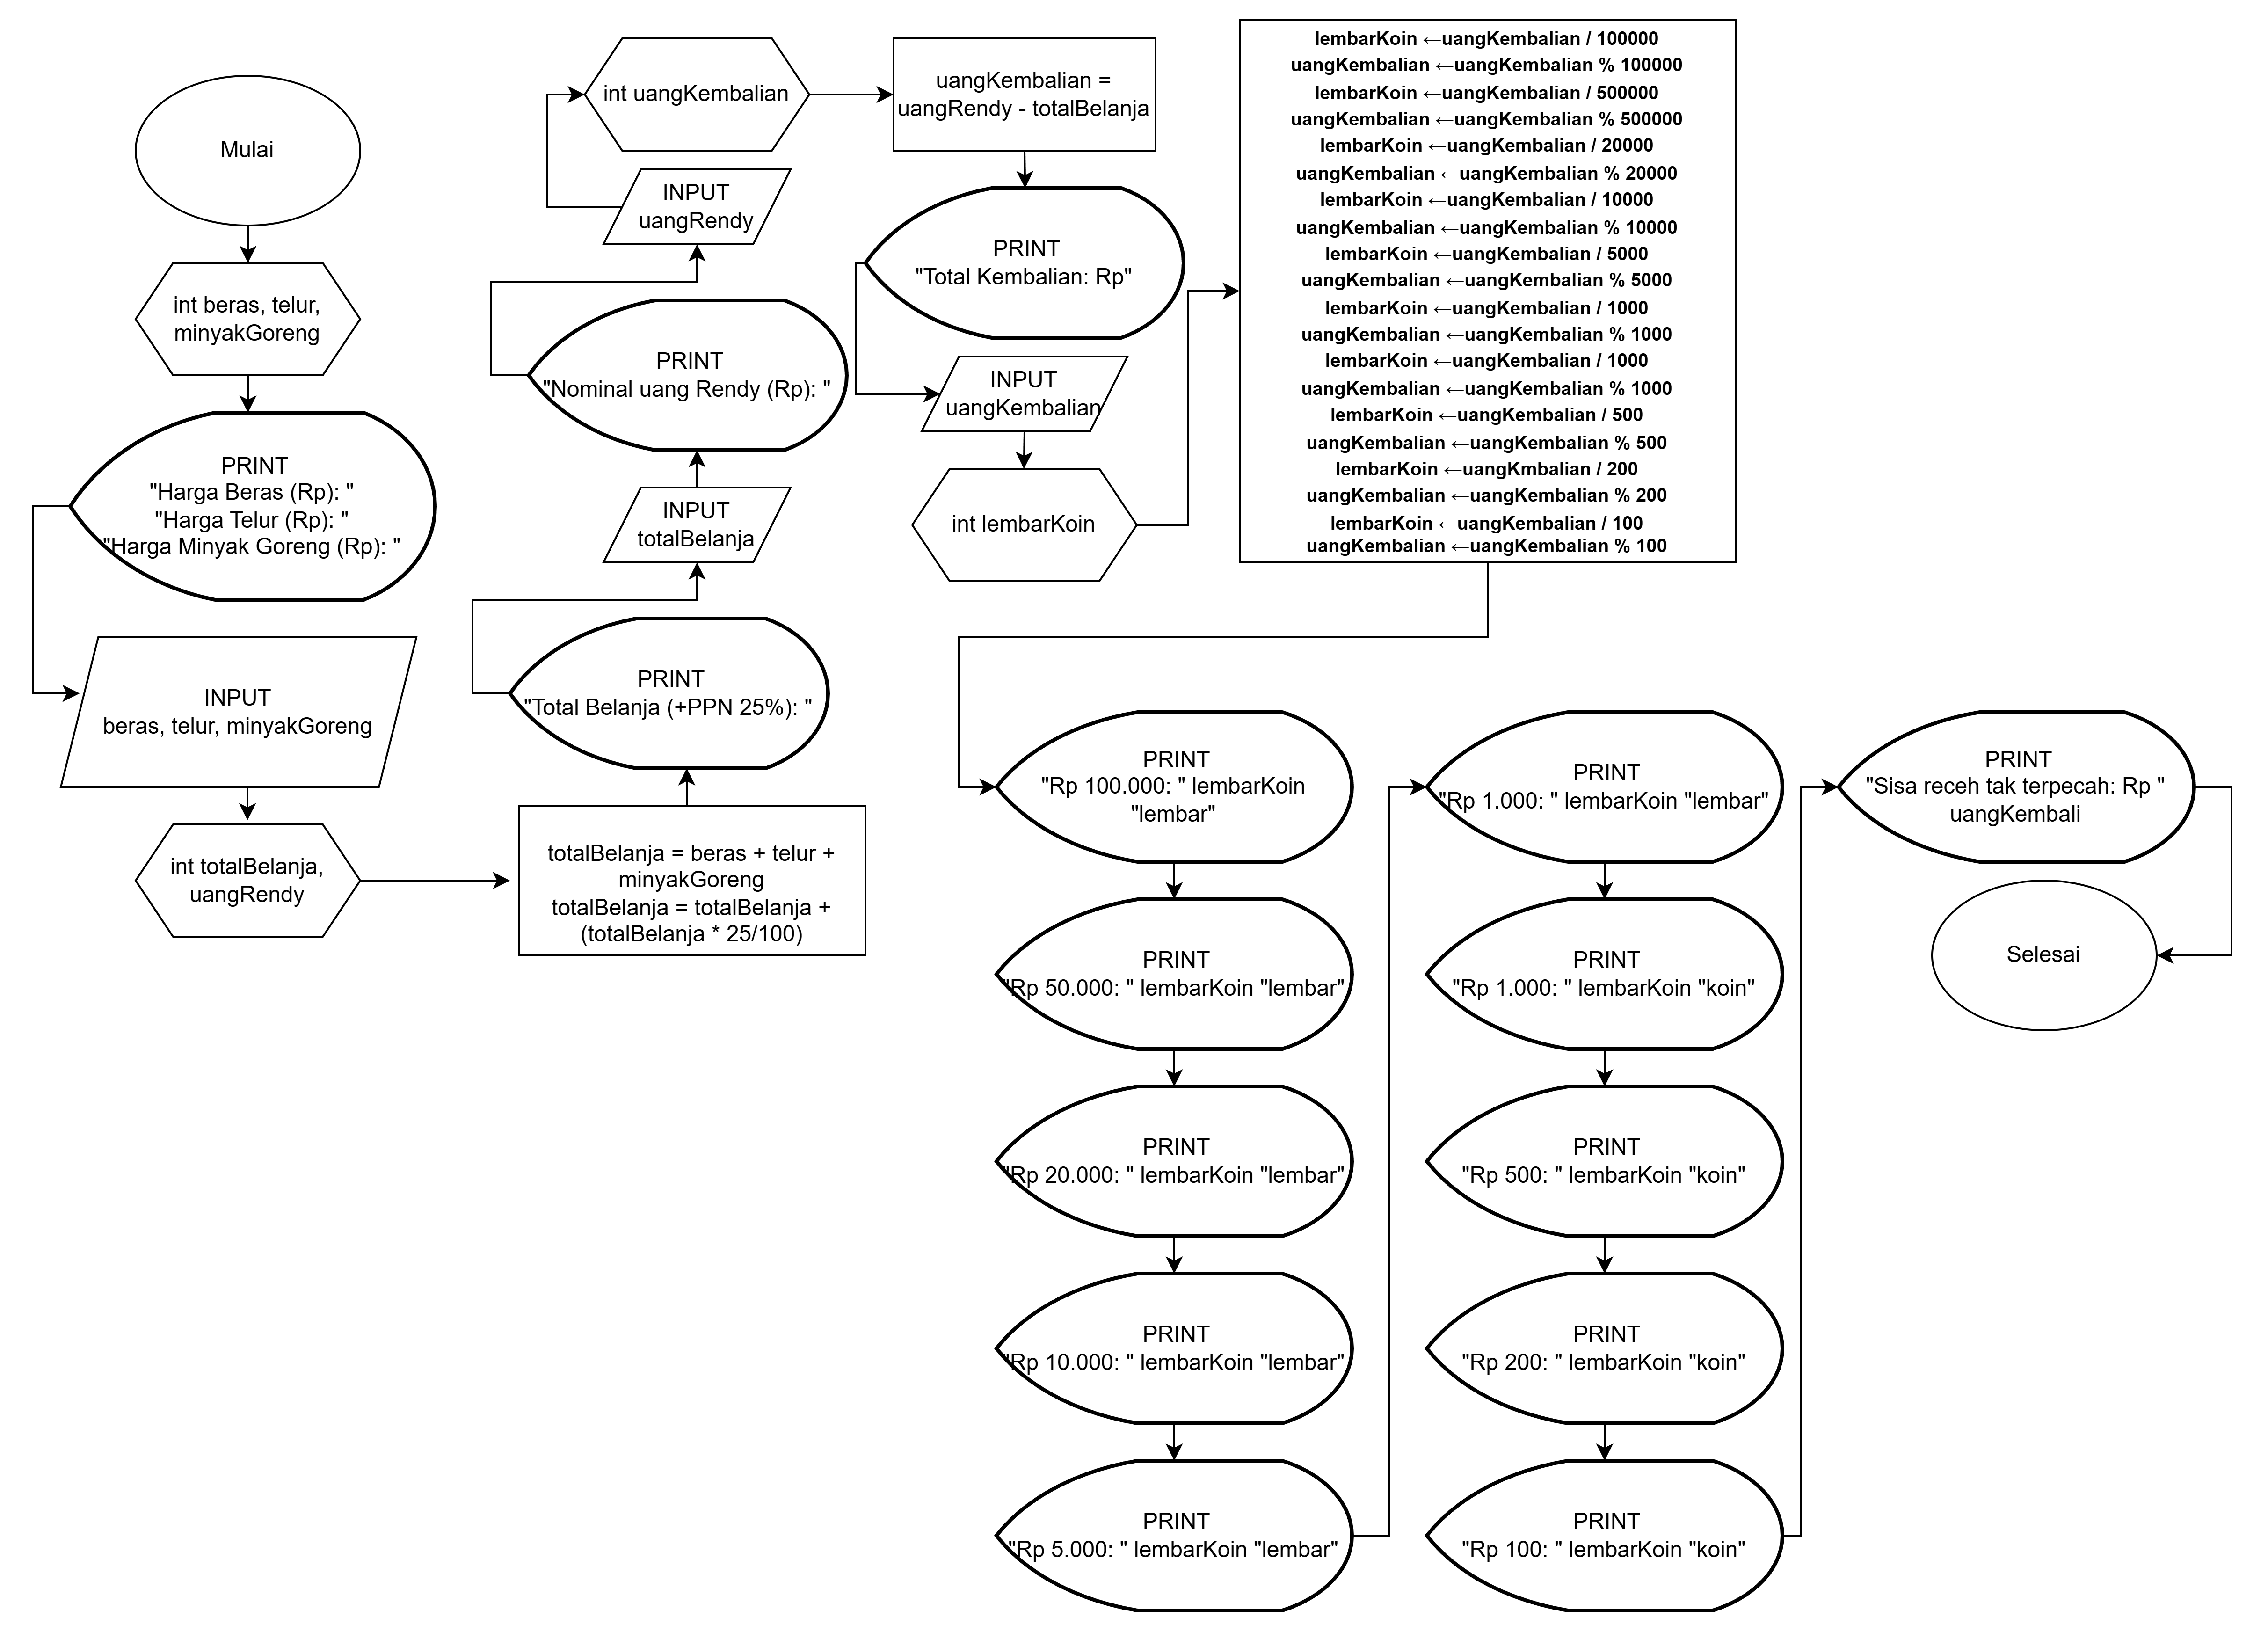 Mulai
int beras, telur,
minyakGoreng
PRINT
"Harga Beras (Rp): "
"Harga Telur (Rp): "
"Harga Minyak Goreng (Rp): "
INPUT
beras, telur, minyakGoreng
int totalBelanja,
uangRendy
totalBelanja = beras + telur +
minyakGoreng
totalBelanja = totalBelanja +
(totalBelanja * 25/100)
PRINT
"Total Belanja (+PPN 25%): "
INPUT
totalBelanja
PRINT
"Nominal uang Rendy (Rp): "
INPUT
uangRendy
int uangKembalian
uangKembalian =
uangRendy - totalBelanja
PRINT
"Total Kembalian: Rp"
INPUT
uangKembalian
int lembarKoin
lembarKoin ←uangKembalian / 100000
uangKembalian ←uangKembalian % 100000
lembarKoin ←uangKembalian / 500000
uangKembalian ←uangKembalian % 500000
lembarKoin ←uangKembalian / 20000
uangKembalian ←uangKembalian % 20000
lembarKoin ←uangKembalian / 10000
uangKembalian ←uangKembalian % 10000
lembarKoin ←uangKembalian / 5000
uangKembalian ←uangKembalian % 5000
lembarKoin ←uangKembalian / 1000
uangKembalian ←uangKembalian % 1000
lembarKoin ←uangKembalian / 1000
uangKembalian ←uangKembalian % 1000
lembarKoin ←uangKembalian / 500
uangKembalian ←uangKembalian % 500
lembarKoin ←uangKmbalian / 200
uangKembalian ←uangKembalian % 200
lembarKoin ←uangKembalian / 100
uangKembalian ←uangKembalian % 100
PRINT
"Rp 100.000: " lembarKoin
"lembar"
PRINT
"Rp 50.000: " lembarKoin "lembar"
PRINT
"Rp 20.000: " lembarKoin "lembar"
PRINT
"Rp 10.000: " lembarKoin "lembar"
PRINT
"Rp 5.000: " lembarKoin "lembar"
PRINT
"Rp 1.000: " lembarKoin "lembar"
PRINT
"Rp 1.000: " lembarKoin "koin"
PRINT
"Rp 500: " lembarKoin "koin"
PRINT
"Rp 200: " lembarKoin "koin"
PRINT
"Rp 100: " lembarKoin "koin"
PRINT
"Sisa receh tak terpecah: Rp "
uangKembali
Selesai